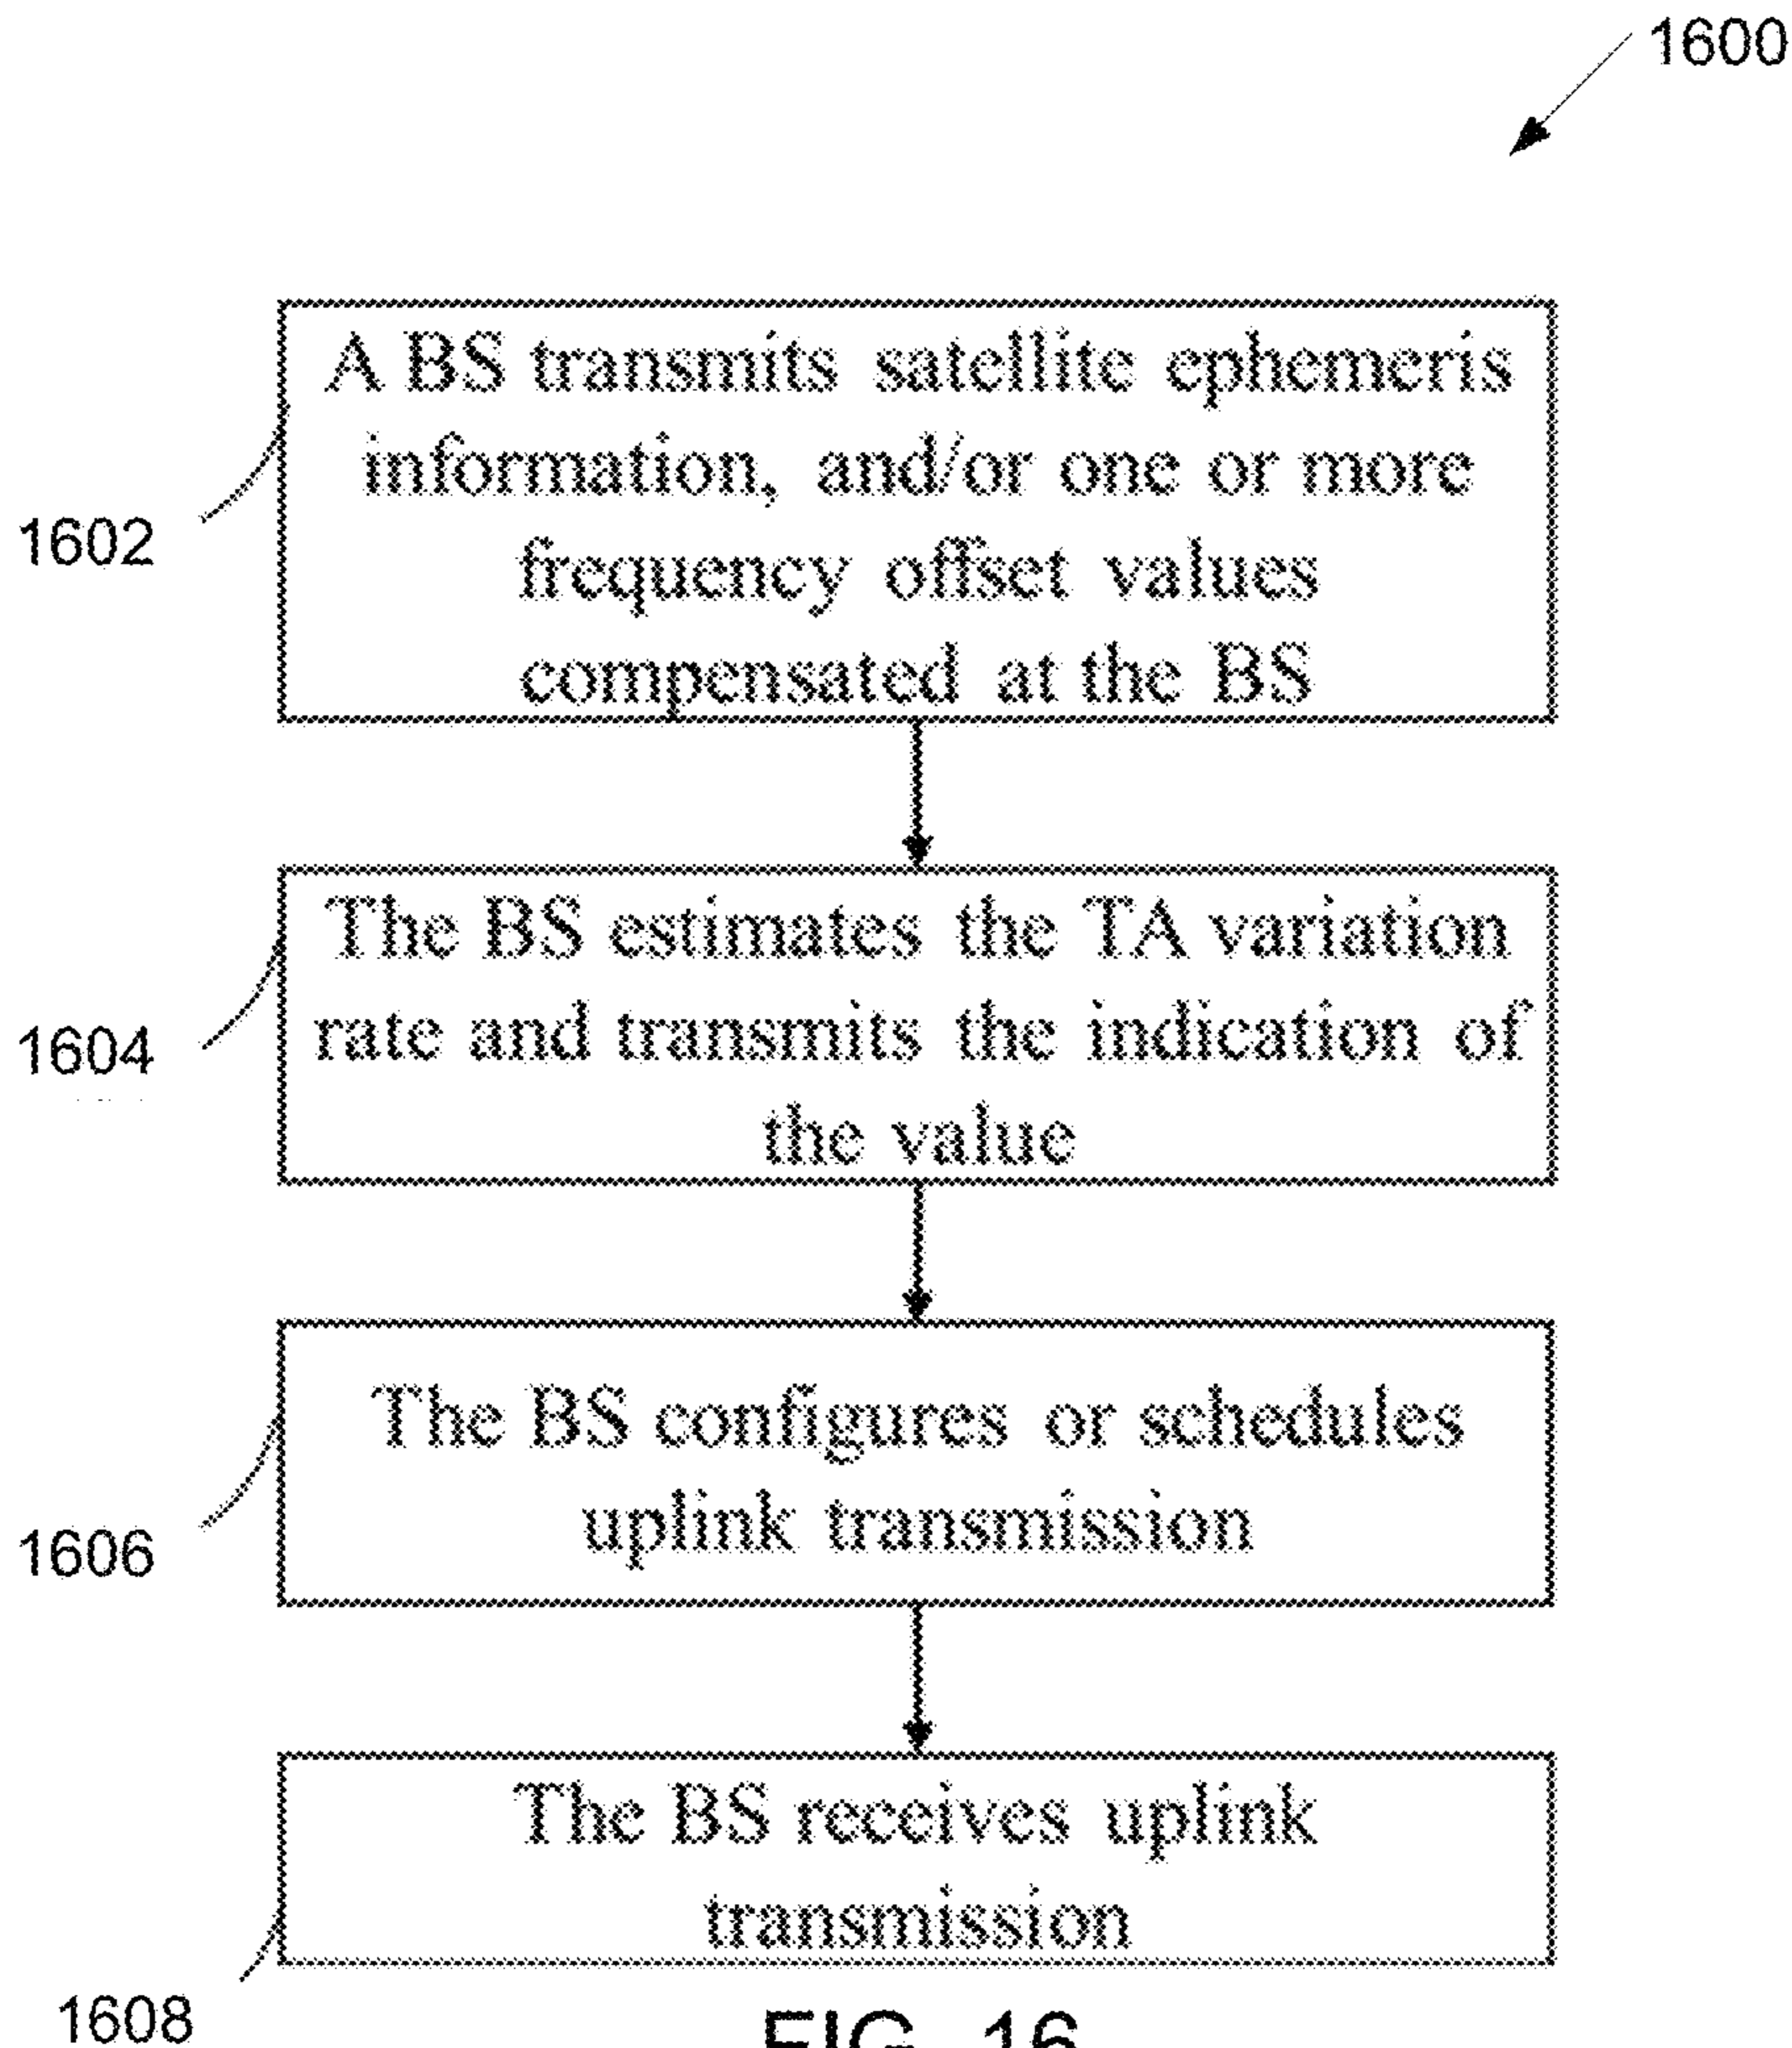 1600
A BS transmits satellite ephemeris
information, and/or one or more
frequency offset values
compensated at the BS
1602
The BS estimates the TA variation
rate and transmits the indication of
the value
1604
The BS configures or schedules
uplink transmission
1606
The BS receives uplink
transmission
1608
FIG. 16